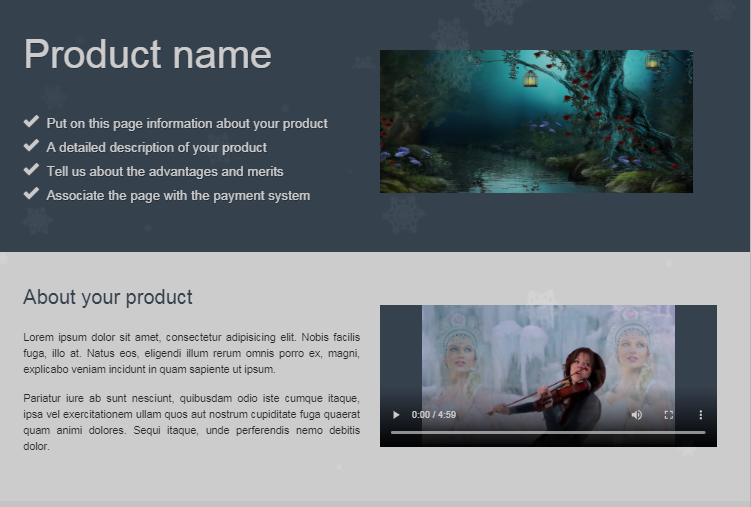 Product name
Put on this page information about your product
A detailed description of your product
Tell us about the advantages and merits
Associate the page with the payment system
About your product
Lorem ipsum dolor sit amet, consectetur adipisicing elit. Nobis facilis
fuga, illo at. Natus eos, eligendi illum rerum omnis porro ex, magni,
explicabo veniam incidunt in quam sapiente ut ipsum.
Pariatur iure ab sunt nesciunt, quibusdam odio iste cumque itaque,
ipsa vel exercitationem ullam quos aut nostrum cupiditate fuga quaerat
quam animi dolores. Sequi itaque, unde perferendis nemo debitis
dolor.
0:00 / 4:59